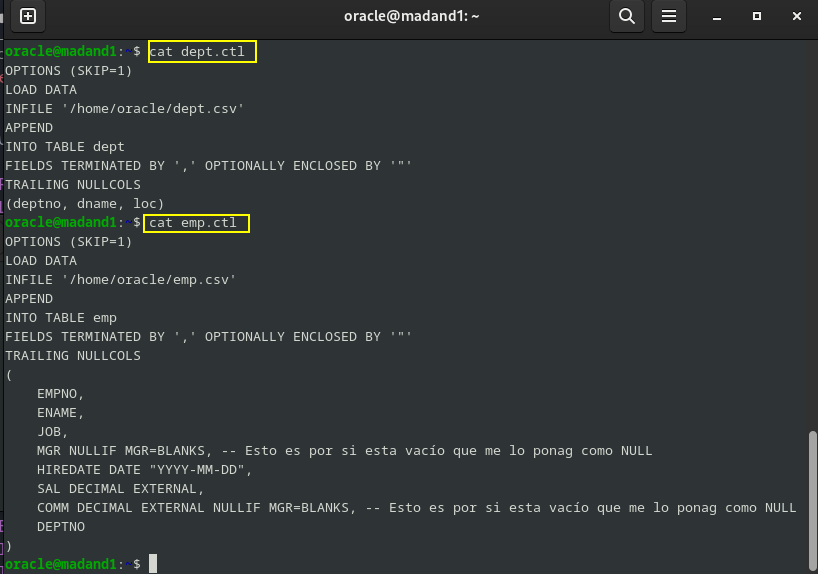 oracle@madand1: ~
oracle@madand1:~$ cat dept.ctl
OPTIONS (SKIP=1)
LOAD DATA
INFILE '/home/oracle/dept.csv'
APPEND
INTO TABLE dept
FIELDS TERMINATED BY ',' OPTIONALLY ENCLOSED BY '"'
TRAILING NULLCOLS
(deptno, dname, loc)
oracle@madand1:~$ cat emp.ctl
OPTIONS (SKIP=1)
LOAD DATA
INFILE '/home/oracle/emp.csv'
APPEND
INTO TABLE emp
FIELDS TERMINATED BY ',' OPTIONALLY ENCLOSED BY '"'
TRAILING NULLCOLS
(
    EMPNO,
    ENAME,
    JOB,
    MGR NULLIF MGR=BLANKS, -- Esto es por si esta vacío que me lo ponag como NULL
    HIREDATE DATE "YYYY-MM-DD",
    SAL DECIMAL EXTERNAL,
    COMM DECIMAL EXTERNAL NULLIF MGR=BLANKS, -- Esto es por si esta vacío que me lo ponag como NULL
    DEPTNO
)
oracle@madand1:~$